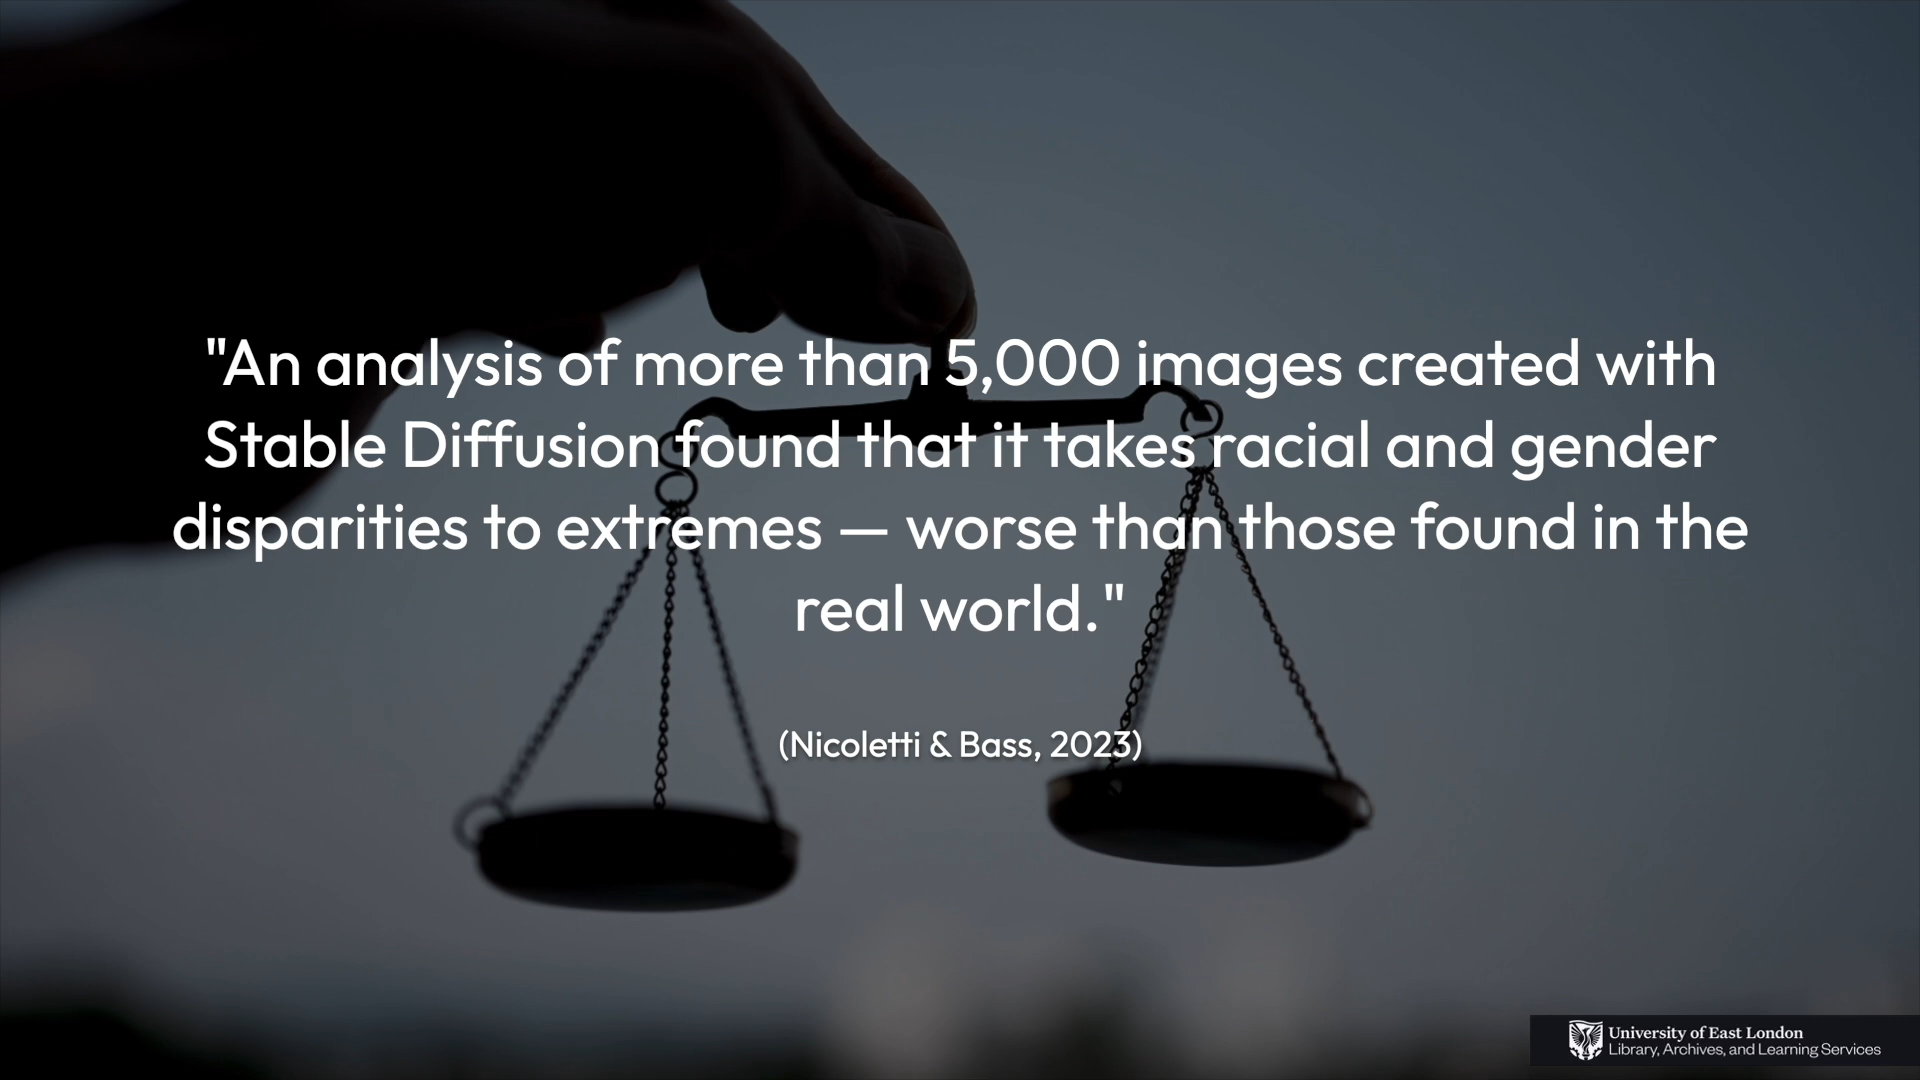 "An analysis of more than 5,000 images created with
Stable Diffusion found that it takes racial and gender
disparities to extremes — worse than those found in the
real world."
(Nicoletti & Bass, 2023)
University of East London
Library, Archives, and Learning Services